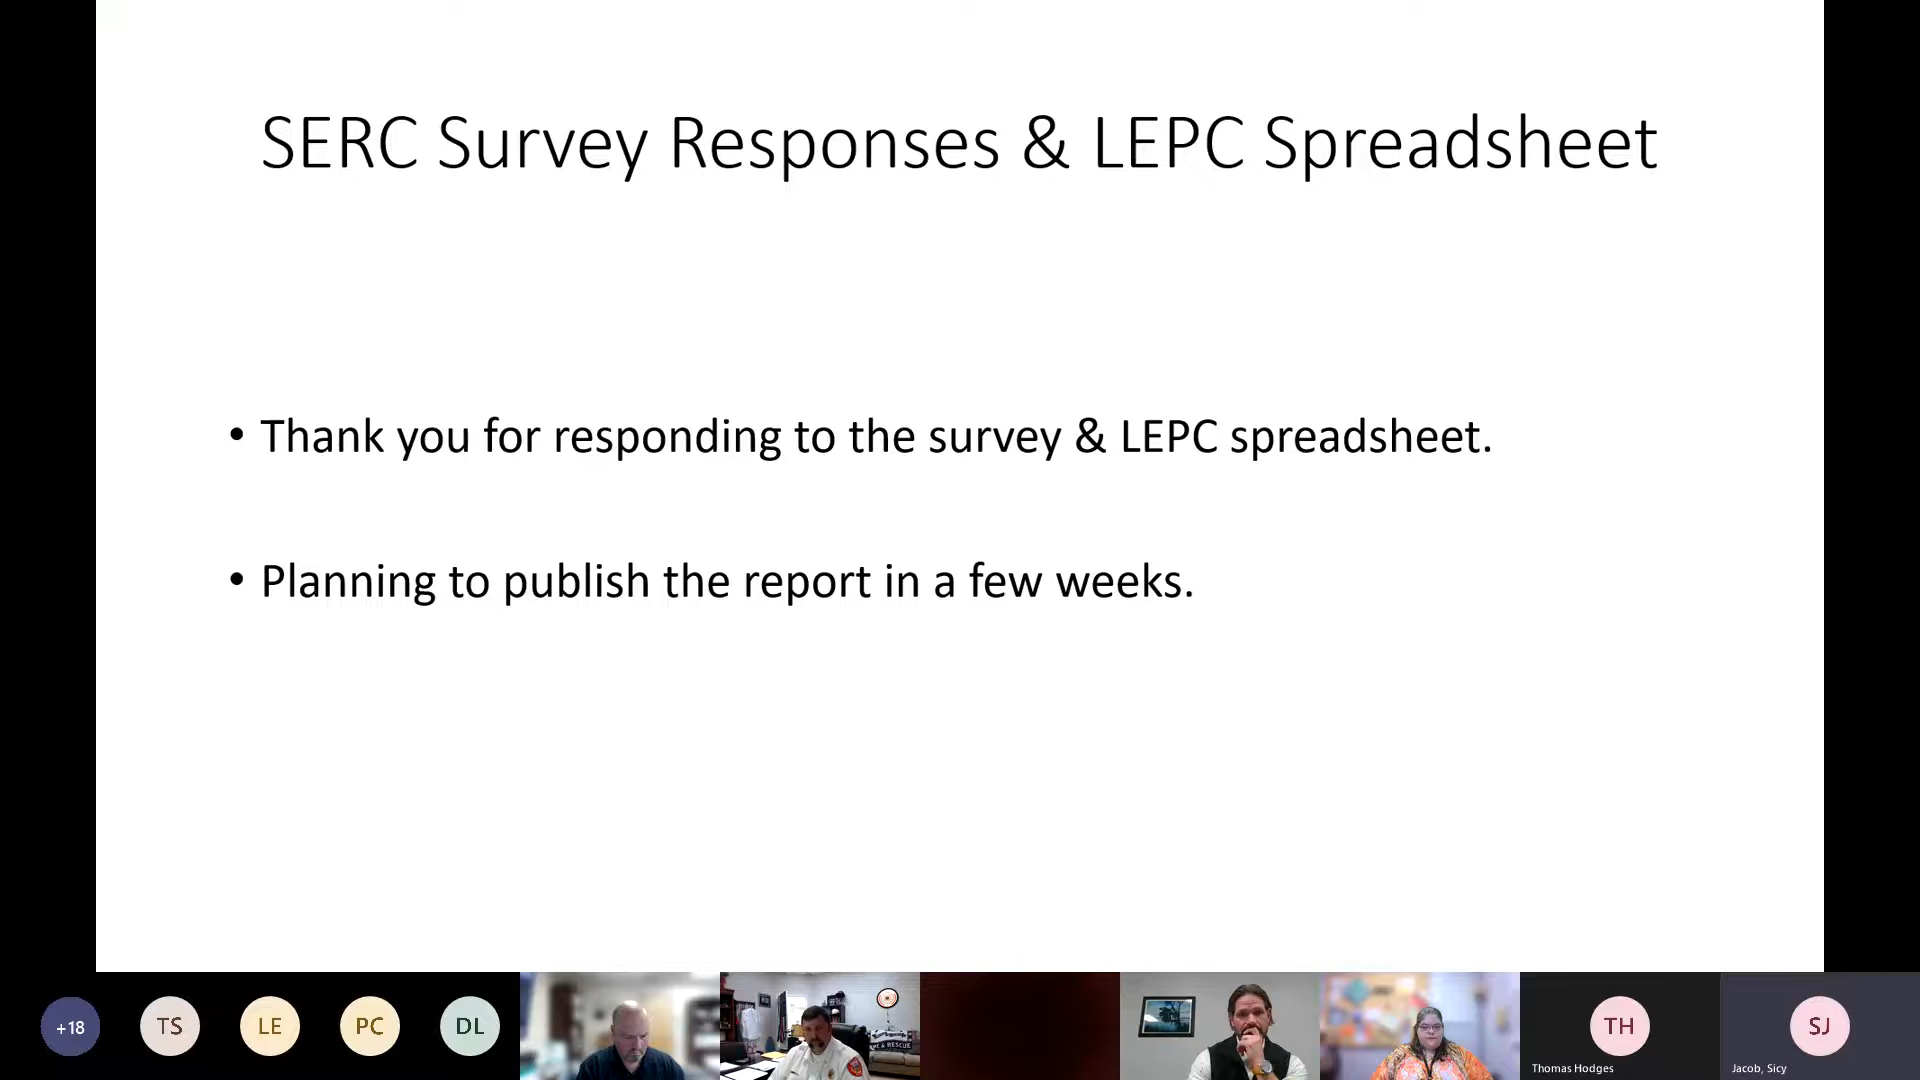 SERC Survey Responses & LEPC Spreadsheet
• Thank you for responding to the survey & LEPC spreadsheet.
• Planning to publish the report in a few weeks.
+18
TS
LE
PC
DL
& RESCUE
TH
Thomas Hodges
SJ
Jacob, Sicy